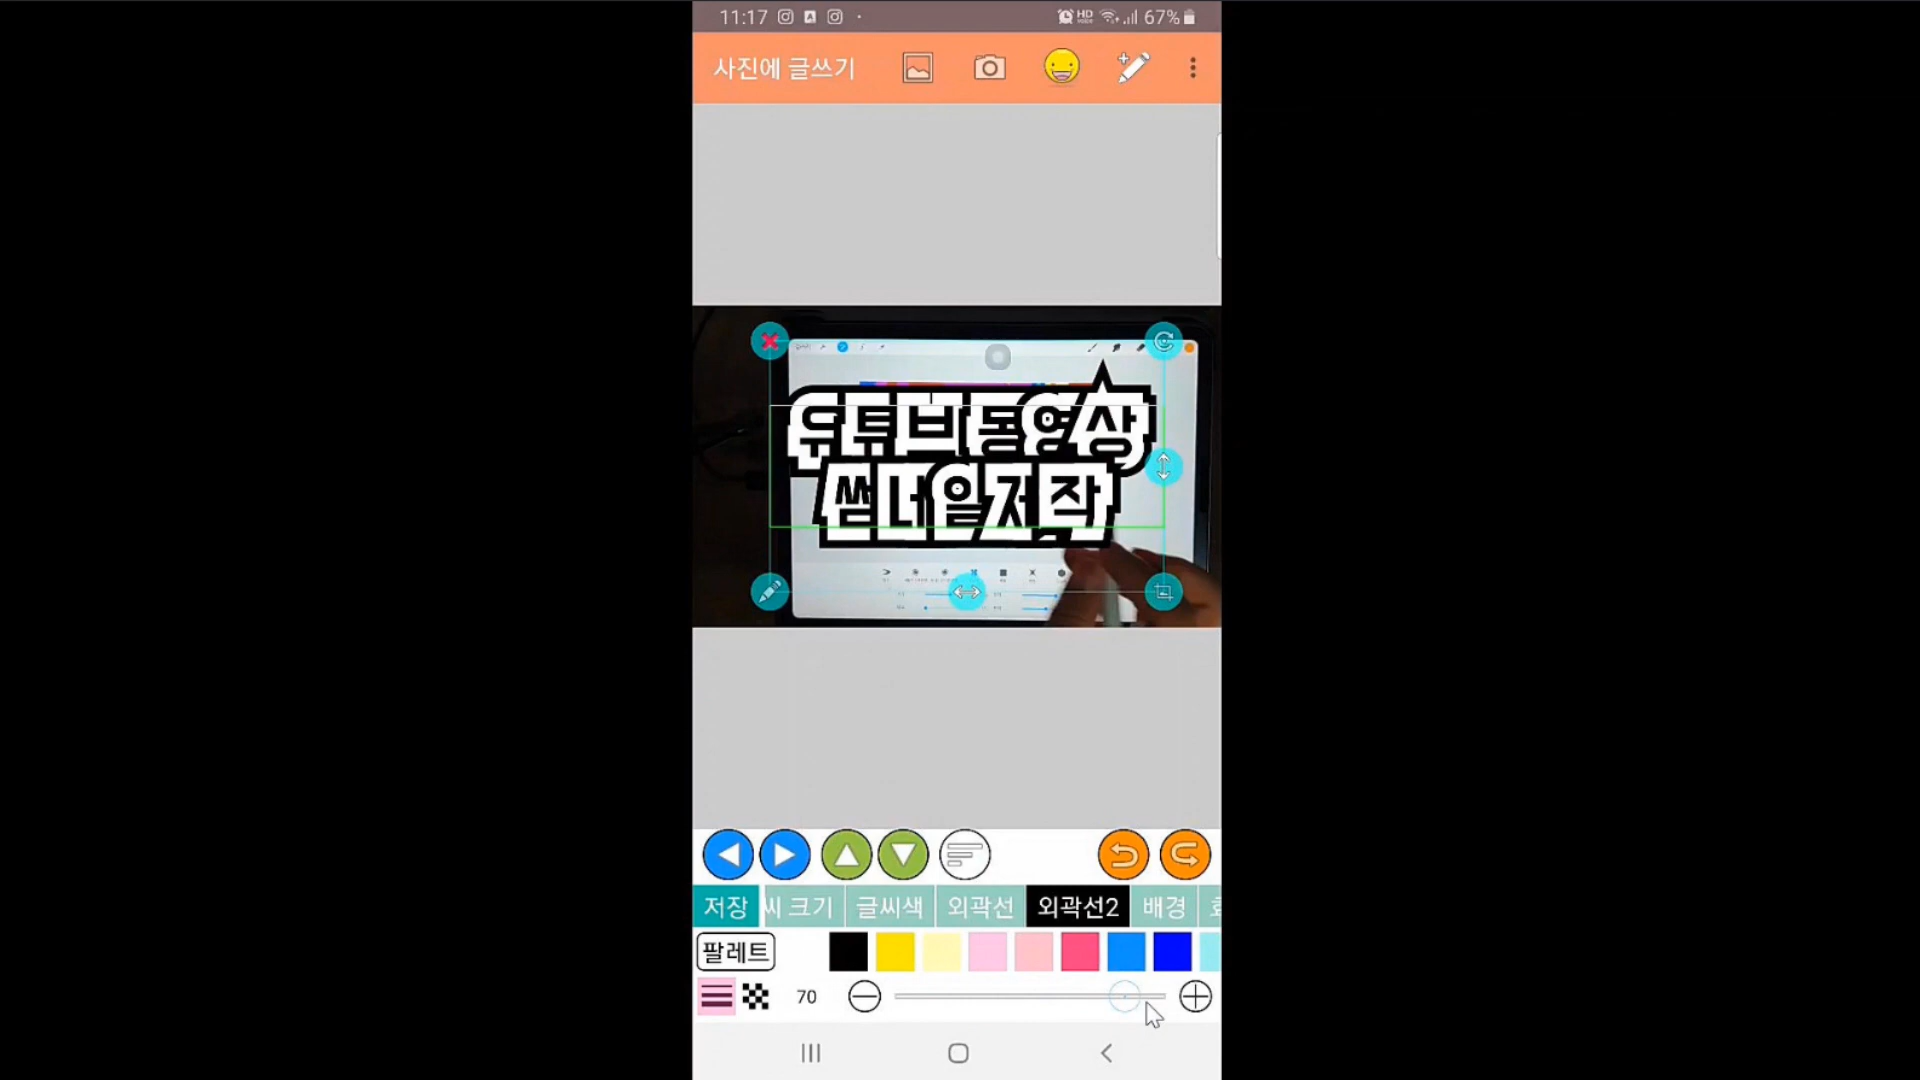 11:17 67%
사진에 글쓰기
유튜브 동영상
썸네일제작
저장 씨 크기 글씨색 외곽선 외곽선2 배경
팔레트
70